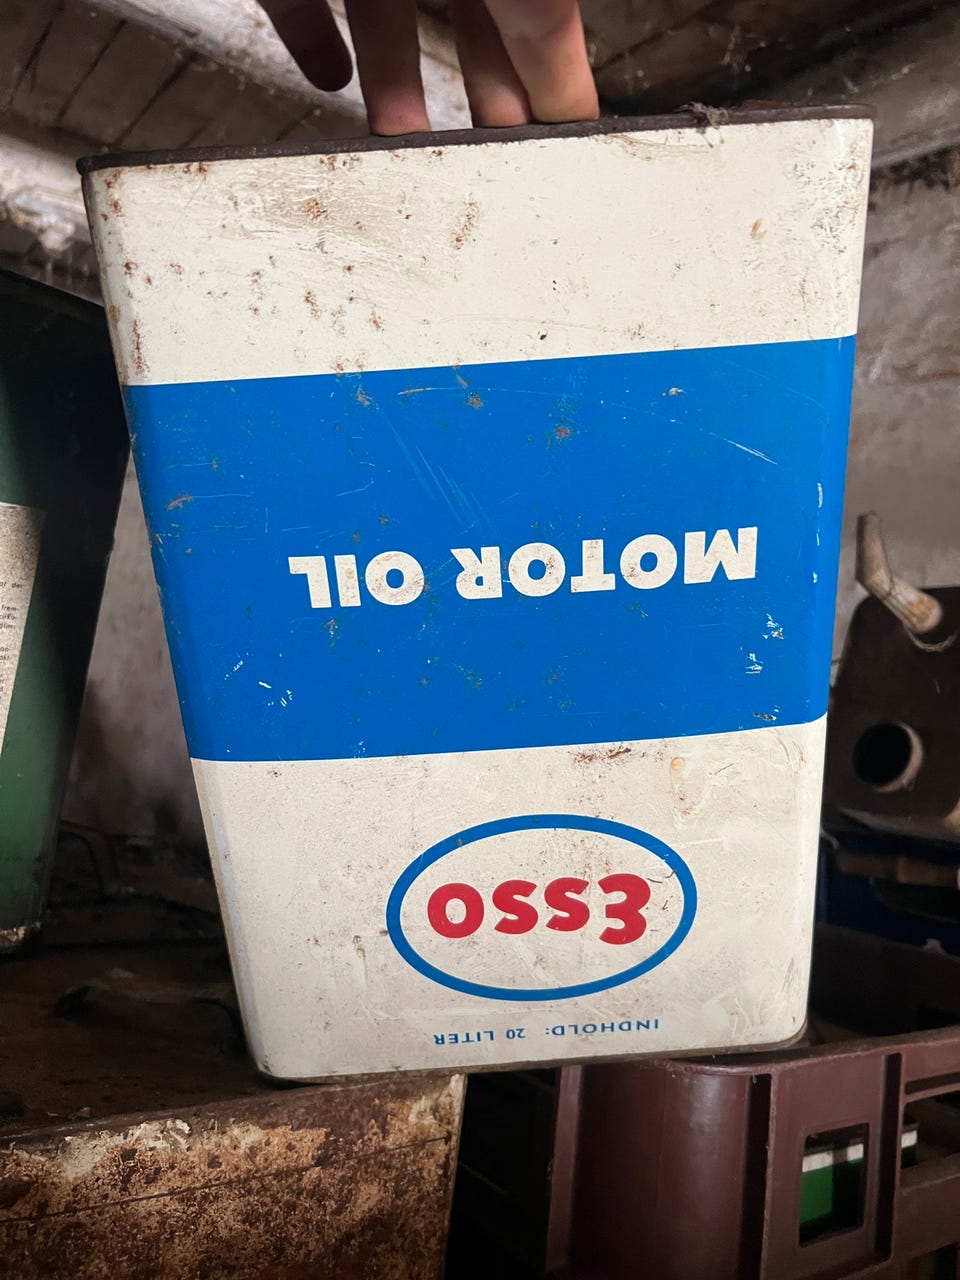 INDHOLD: 20 LITER
Esso
MOTOR OIL